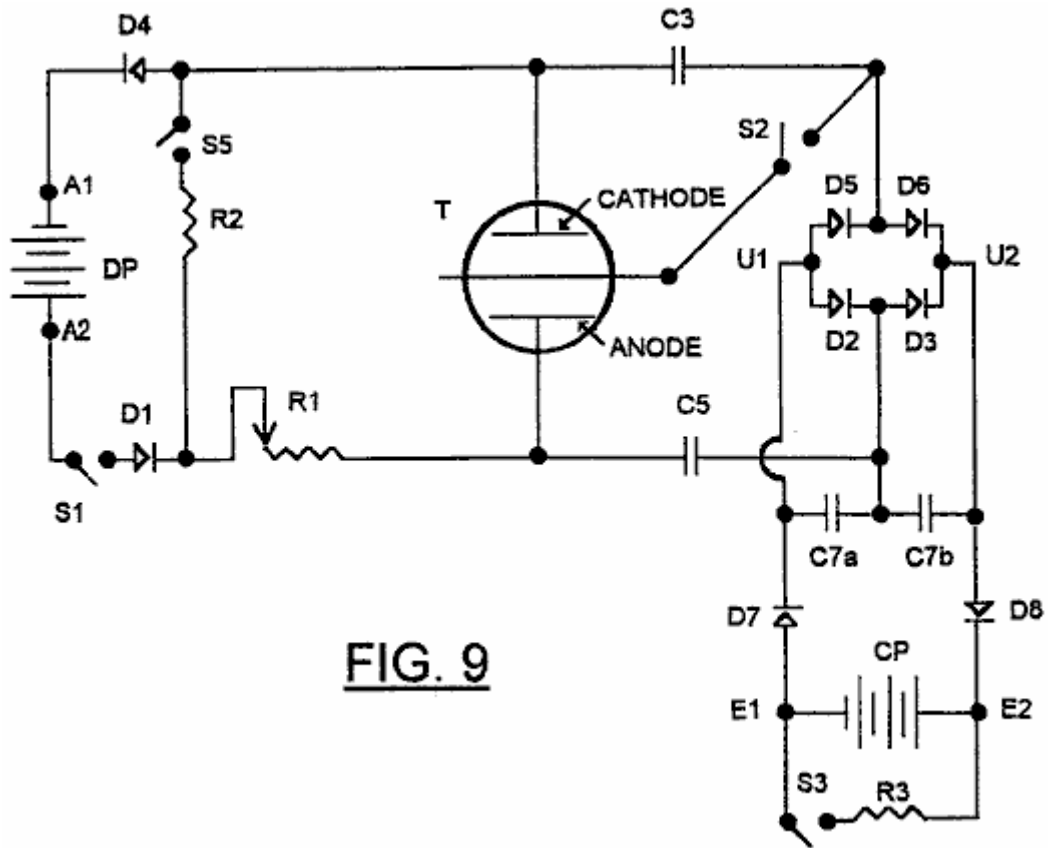 D4
C3
S5
S2
A1
R2
T
CATHODE
D5
D6
DP
U1
U2
A2
ANODE
D2
D3
D1
R1
C5
S1
C7a
C7b
D7
D8
FIG. 9
CP
E1
E2
S3
R3